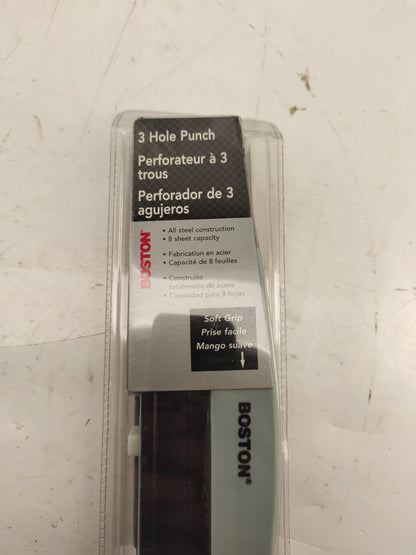 3 Hole Punch
Perforateur à 3
trous
Perforador de 3
agujeros
BOSTON®
• All steel construction
• 8 sheet capacity
• Fabrication en acier
• Capacité de 8 feuilles
• Construiso
totalmente de acero
• Capacidad para 8 hojas
Soft Grip
Prise facile
Mango suave
BOSTON®